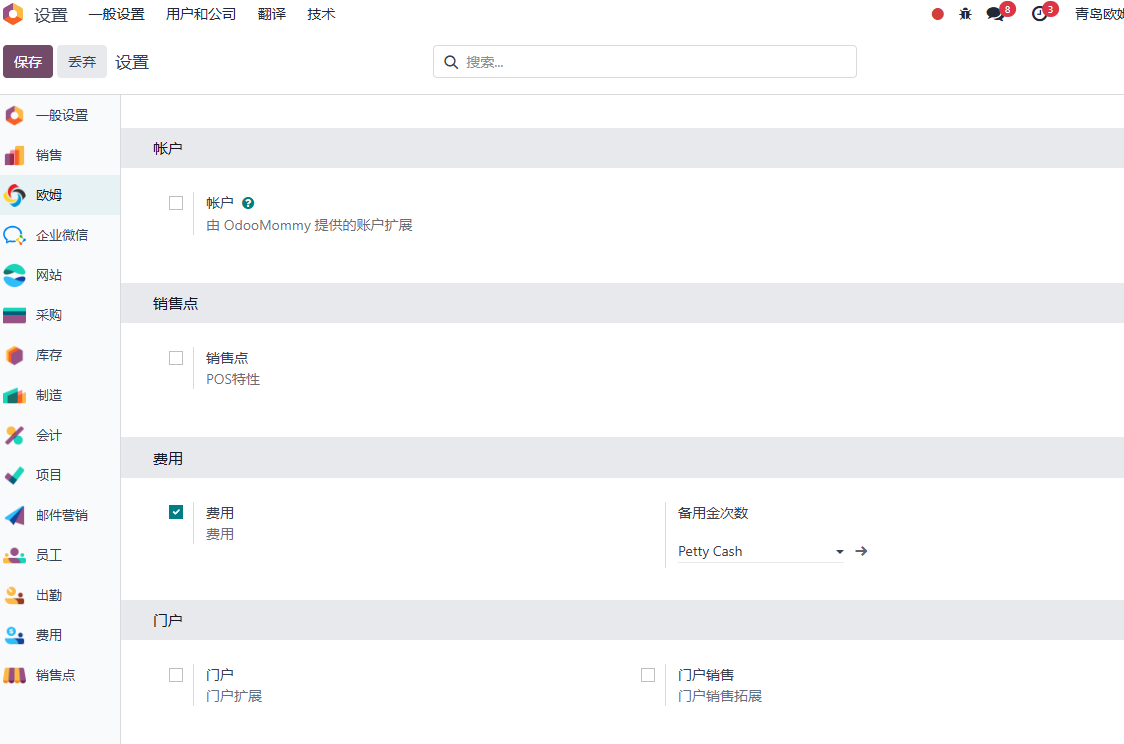 设置 一般设置 用户和公司 翻译 技术 8 3 青岛欧姆
保存 丢弃 设置 搜索...
一般设置
销售
欧姆
企业微信
网站
采购
库存
制造
会计
项目
邮件营销
员工
出勤
费用
销售点
帐户
帐户 ?
由 OdooMommy 提供的账户扩展
销售点
销售点
POS特性
费用
费用
费用
备用金次数
Petty Cash
门户
门户
门户扩展
门户销售
门户销售拓展